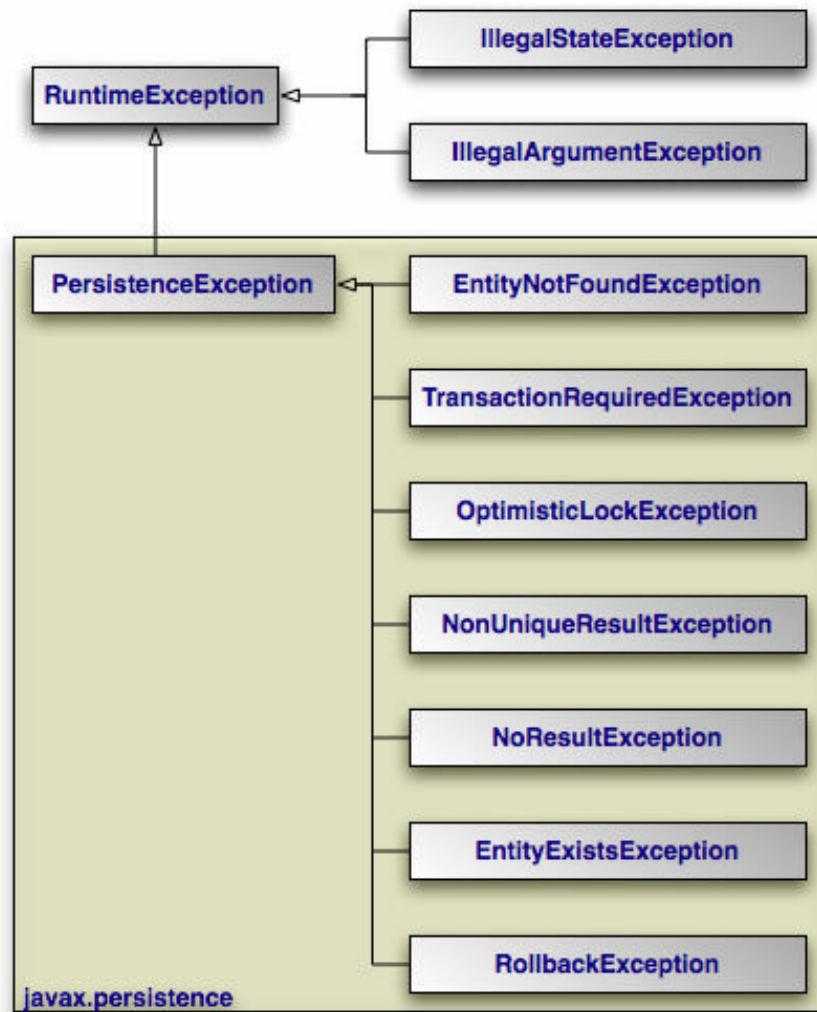 IllegalStateException
RuntimeException
IllegalArgumentException
PersistenceException
EntityNotFoundException
TransactionRequiredException
OptimisticLockException
NonUniqueResultException
NoResultException
EntityExistsException
RollbackException
javax.persistence